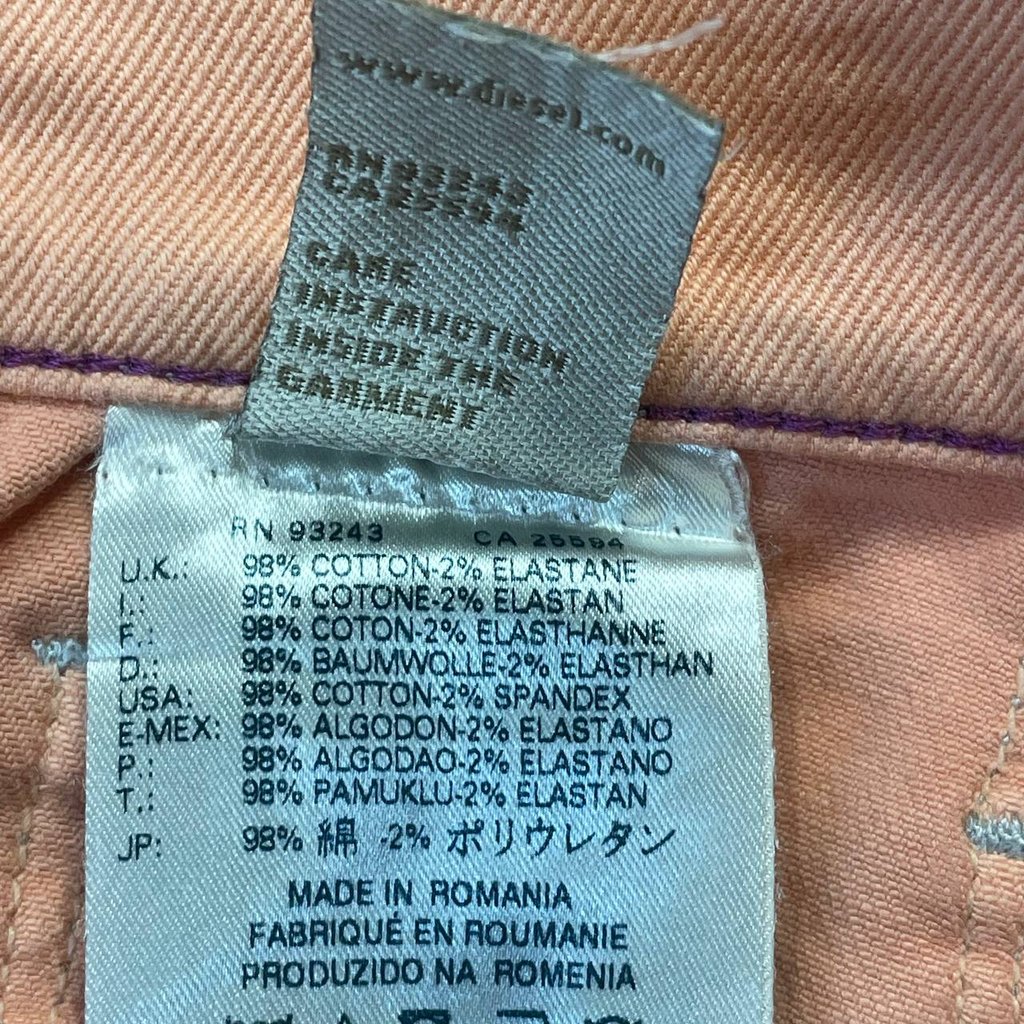 www.diesel.com
RN93243
CA25594
CARE
INSTRUCTION
INSIDE THE
GARMENT
RN 93243 CA 25594
U.K.: 98% COTTON-2% ELASTANE
I.: 98% COTONE-2% ELASTAN
F.: 98% COTON-2% ELASTHANNE
D.: 98% BAUMWOLLE-2% ELASTHAN
USA: 98% COTTON-2% SPANDEX
E-MEX: 98% ALGODON-2% ELASTANO
P.: 98% ALGODAO-2% ELASTANO
T.: 98% PAMUKLU-2% ELASTAN
JP: 98% 綿 -2% ポリウレタン
MADE IN ROMANIA
FABRIQUÉ EN ROUMANIE
PRODUZIDO NA ROMENIA